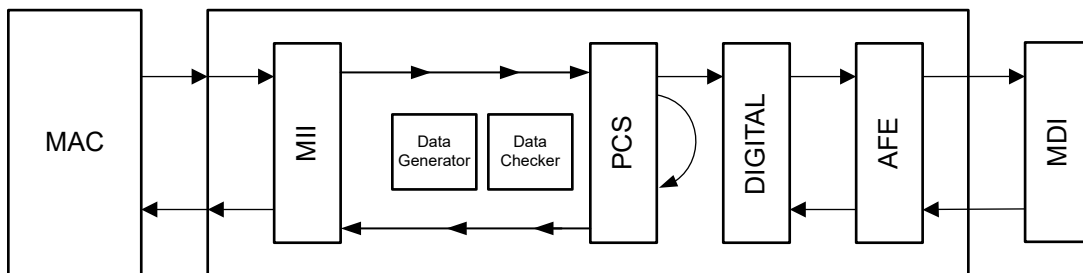 MAC
MII
Data
Generator
Data
Checker
PCS
DIGITAL
AFE
MDI